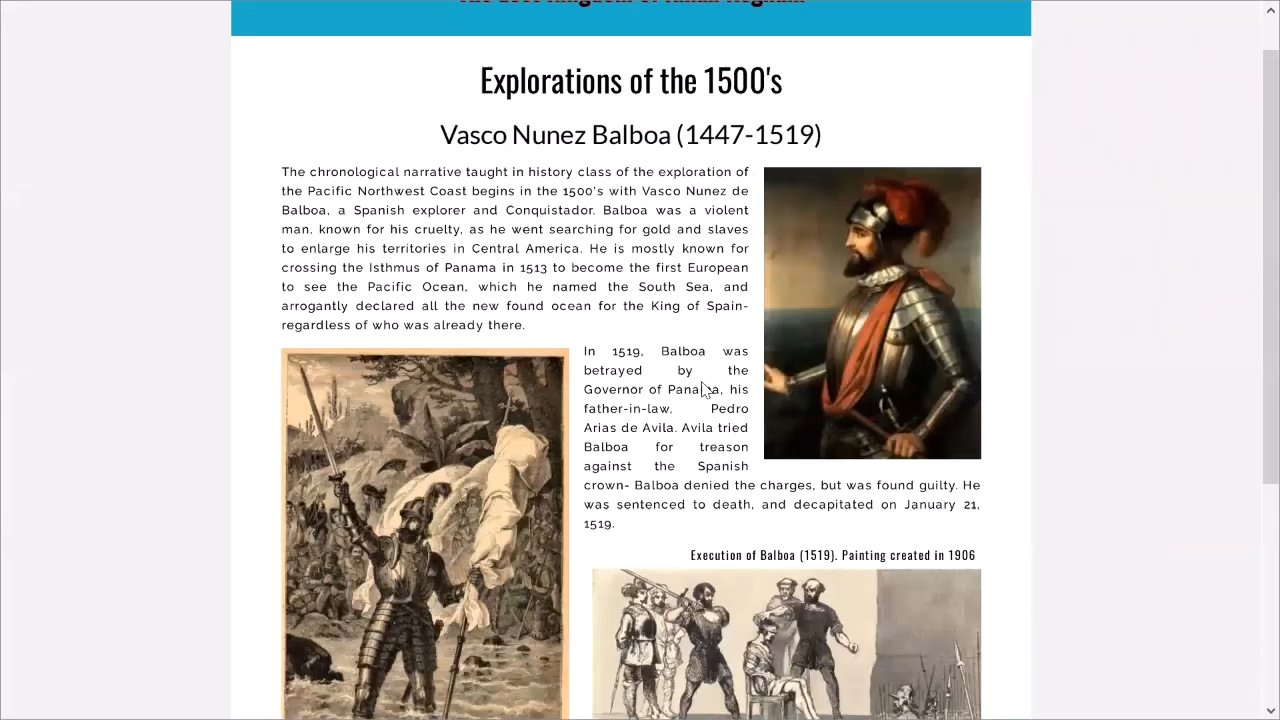 Explorations of the 1500's
Vasco Nunez Balboa (1447-1519)
The chronological narrative taught in history class of the exploration of
the Pacific Northwest Coast begins in the 1500's with Vasco Nunez de
Balboa, a Spanish explorer and Conquistador. Balboa was a violent
man, known for his cruelty, as he went searching for gold and slaves
to enlarge his territories in Central America. He is mostly known for
crossing the Isthmus of Panama in 1513 to become the first European
to see the Pacific Ocean, which he named the South Sea, and
arrogantly declared all the new found ocean for the King of Spain-
regardless of who was already there.
In 1519, Balboa was
betrayed by the
Governor of Panama, his
father-in-law, Pedro
Arias de Avila. Avila tried
Balboa for treason
against the Spanish
crown- Balboa denied the charges, but was found guilty. He
was sentenced to death, and decapitated on January 21,
1519.
Execution of Balboa (1519). Painting created in 1906